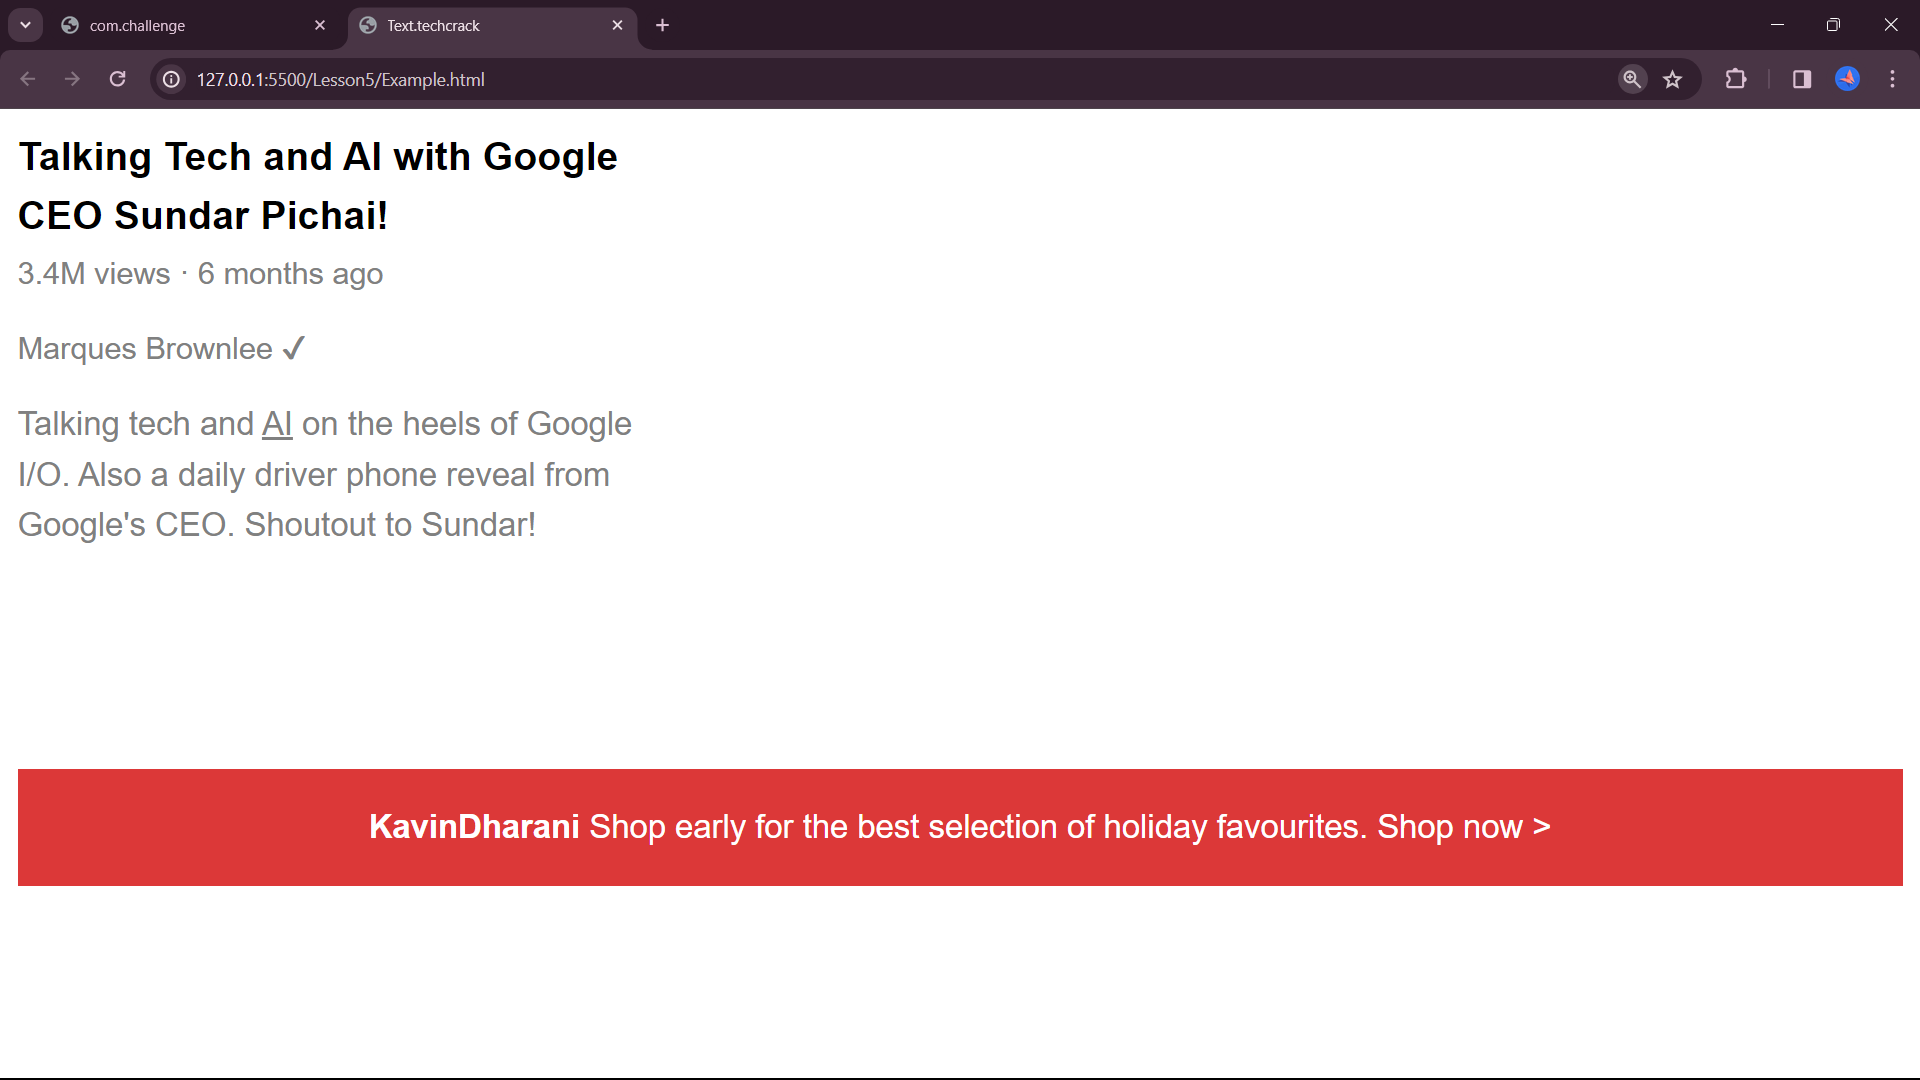 com.challenge
Text.techcrack
127.0.0.1:5500/Lesson5/Example.html
Talking Tech and AI with Google
CEO Sundar Pichai!
3.4M views · 6 months ago
Marques Brownlee ✓
Talking tech and AI on the heels of Google
I/O. Also a daily driver phone reveal from
Google's CEO. Shoutout to Sundar!
KavinDharani Shop early for the best selection of holiday favourites. Shop now >